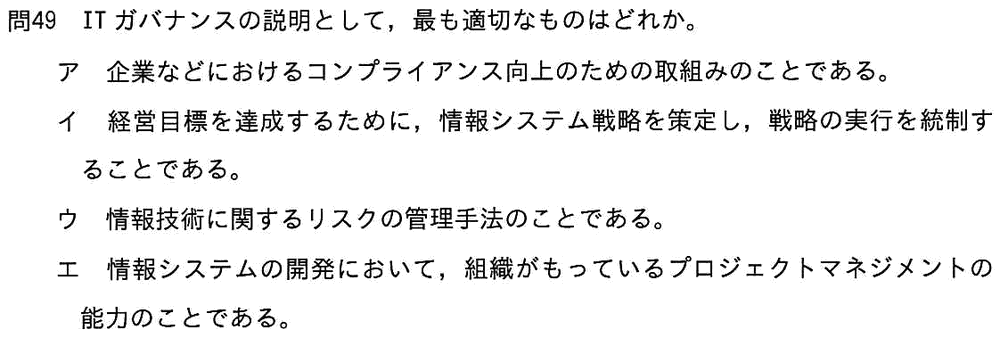 問49 ITガバナンスの説明として，最も適切なものはどれか。
ア 企業などにおけるコンプライアンス向上のための取組みのことである。
イ 経営目標を達成するために，情報システム戦略を策定し，戦略の実行を統制す
ることである。
ウ 情報技術に関するリスクの管理手法のことである。
エ 情報システムの開発において，組織がもっているプロジェクトマネジメントの
能力のことである。